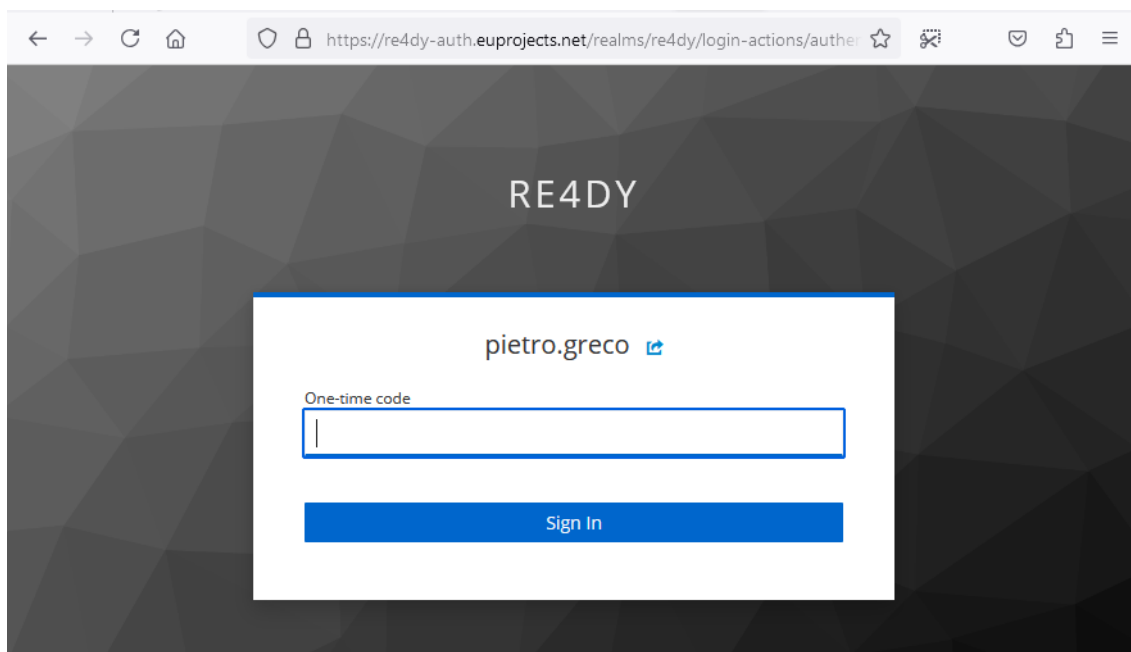 https://re4dy-auth.euprojects.net/realms/re4dy/login-actions/auther
RE4DY
pietro.greco
One-time code
Sign In